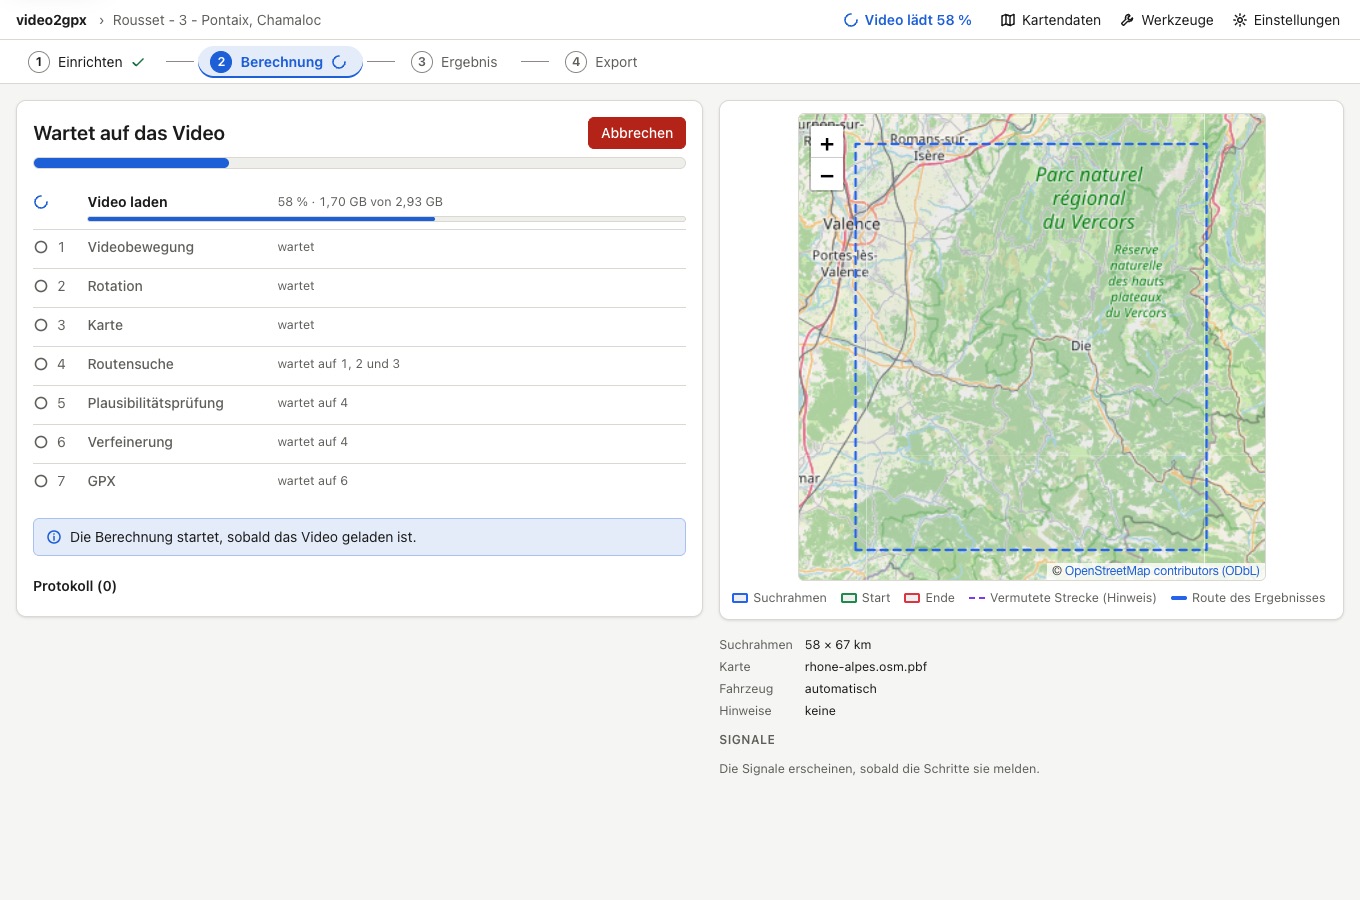 video2gpx › Rousset - 3 - Pontaix, Chamaloc
Video lädt 58 %
Kartendaten
Werkzeuge
Einstellungen
1 Einrichten
2 Berechnung
3 Ergebnis
4 Export
Wartet auf das Video
Abbrechen
Video laden 58 % · 1,70 GB von 2,93 GB
1 Videobewegung wartet
2 Rotation wartet
3 Karte wartet
4 Routensuche wartet auf 1, 2 und 3
5 Plausibilitätsprüfung wartet auf 4
6 Verfeinerung wartet auf 4
7 GPX wartet auf 6
Die Berechnung startet, sobald das Video geladen ist.
Protokoll (0)
+
−
Romans-sur-
Isère
Parc naturel
régional
du Vercors
Valence
Réserve
naturelle
des hauts
plateaux
du Vercors
Portes-lès-
Valence
Die
mar
© OpenStreetMap contributors (ODbL)
Suchrahmen
Start
Ende
Vermutete Strecke (Hinweis)
Route des Ergebnisses
Suchrahmen 58 × 67 km
Karte rhone-alpes.osm.pbf
Fahrzeug automatisch
Hinweise keine
SIGNALE
Die Signale erscheinen, sobald die Schritte sie melden.